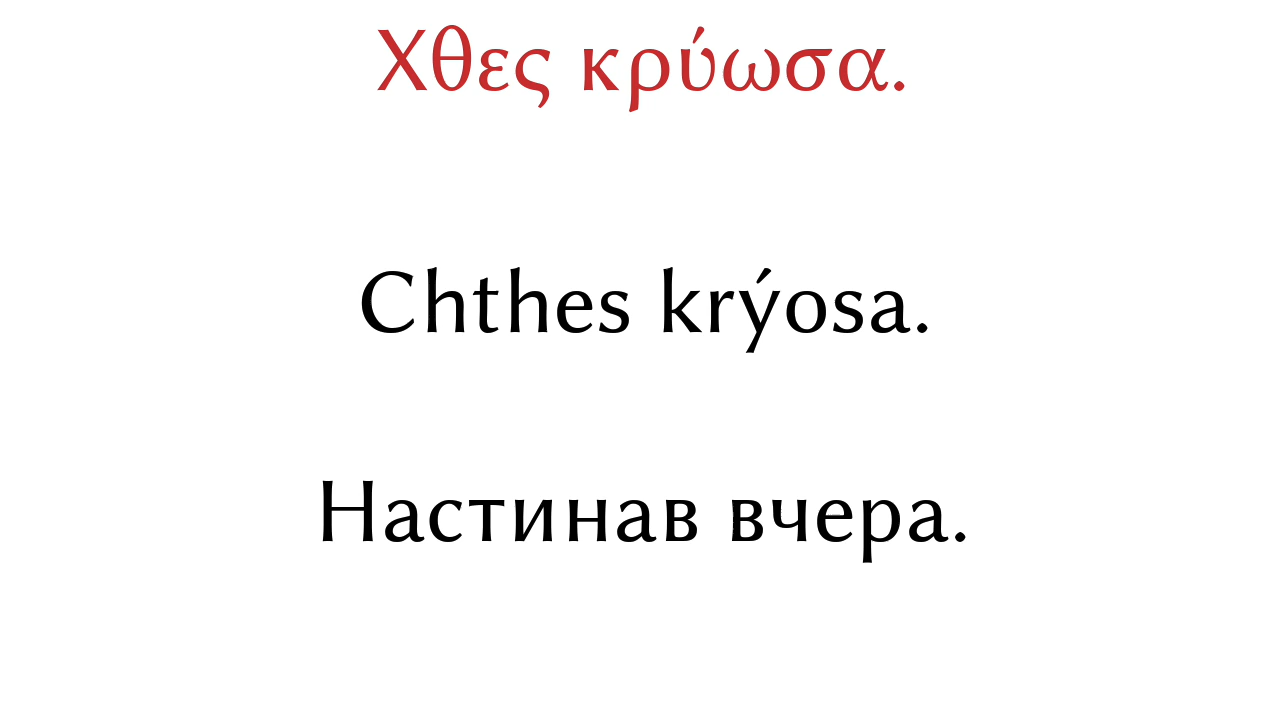 Χθες κρύωσα.
Chthes krýosa.
Настинав вчера.